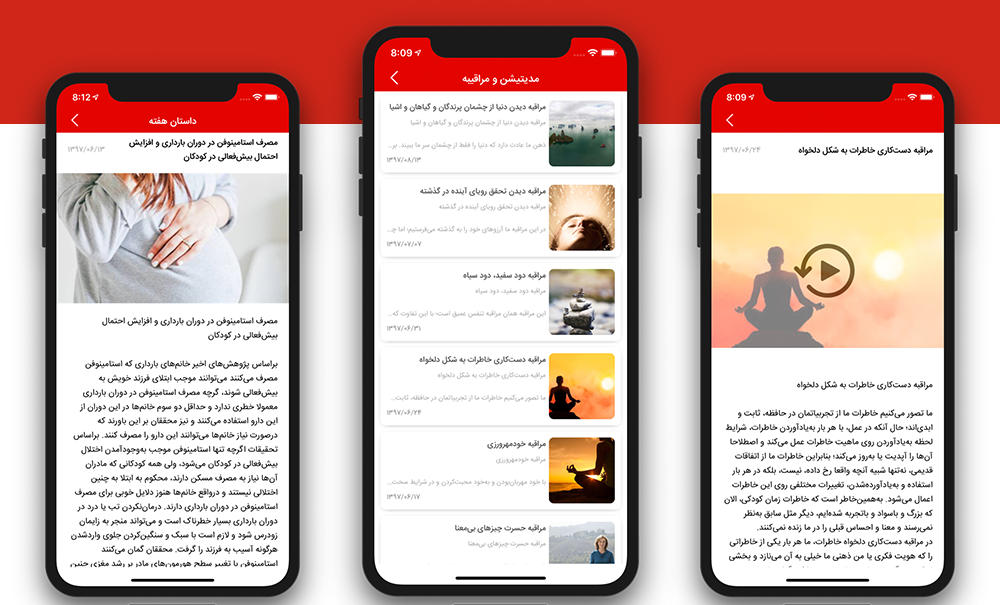 8:12
داستان هفته
مصرف استامینوفن در دوران بارداری و افزایش
احتمال بیش‌فعالی در کودکان
۱۳۹۷/۰۶/۱۳
مصرف استامینوفن در دوران بارداری و افزایش احتمال
بیش‌فعالی در کودکان
براساس پژوهش‌های اخیر خانم‌های بارداری که استامینوفن
مصرف می‌کنند می‌توانند موجب ابتلای فرزند خویش به
بیش‌فعالی شوند، گرچه مصرف استامینوفن در دوران بارداری
معمولا خطری ندارد و حداقل دو سوم خانم‌ها در این دوران از
این دارو استفاده می‌کنند و نیز محققان بر این باورند که
درصورت نیاز خانم‌ها می‌توانند این دارو را مصرف کنند. براساس
تحقیقات اگرچه تنها استامینوفن موجب به‌وجودآمدن اختلال
بیش‌فعالی در کودکان می‌شود، ولی همه کودکانی که مادران
آن‌ها نیاز به مصرف مسکن دارند، محکوم به ابتلا به چنین
اختلالی نیستند و درواقع خانم‌ها هنوز دلایل خوبی برای مصرف
استامینوفن در دوران بارداری دارند. درمان‌نکردن تب یا درد در
دوران بارداری بسیار خطرناک است و می‌تواند منجر به زایمان
زودرس شود و لازم است با سبک و سنگین‌کردن جلوی واردشدن
هرگونه آسیب به فرزند را گرفت. محققان گمان می‌کنند
استامینوفن با تغییر سطح هورمون‌های مادر بر رشد مغزی جنین
8:09
مدیتیشن و مراقیبه
مراقبه دیدن دنیا از چشمان پرندگان و گیاهان و اشیا
مراقبه دیدن دنیا از چشمان پرندگان و گیاهان و اشیا
ذهن ما عادت دارد که دنیا را فقط از چشمان سر ما ببیند. بر...
۱۳۹۷/۰۸/۱۳
مراقبه دیدن تحقق رویای آینده در گذشته
مراقبه دیدن تحقق رویای آینده در گذشته
در این مراقبه ما آرزوهای خود را به گذشته می‌فرستیم؛ اما چ...
۱۳۹۷/۰۷/۰۷
مراقبه دود سفید، دود سیاه
مراقبه دود سفید، دود سیاه
این مراقبه همان مراقبه تنفس عمیق است؛ با این تفاوت که...
۱۳۹۷/۰۶/۳۱
مراقبه دست‌کاری خاطرات به شکل دلخواه
مراقبه دست‌کاری خاطرات به شکل دلخواه
ما تصور می‌کنیم خاطرات ما از تجربیاتمان در حافظه، ثابت...
۱۳۹۷/۰۶/۲۴
مراقبه خودمهرورزی
مراقبه خودمهرورزی
با خود مهربان‌بودن و به‌خود محبت‌کردن و در شرایط سخت...
۱۳۹۷/۰۶/۱۷
مراقبه حسرت چیزهای بی‌معنا
مراقبه حسرت چیزهای بی‌معنا
8:09
مراقبه دست‌کاری خاطرات به شکل دلخواه
۱۳۹۷/۰۶/۲۴
مراقبه دست‌کاری خاطرات به شکل دلخواه
ما تصور می‌کنیم خاطرات ما از تجربیاتمان در حافظه، ثابت و
ابدی‌اند؛ حال آنکه در عمل، با هر بار به‌یادآوردن خاطرات، شرایط
لحظه به‌یادآوردن روی ماهیت خاطرات عمل می‌کند و اصطلاحا
آن‌ها را آپدیت یا به‌روز می‌کند؛ بنابراین خاطرات ما از اتفاقات
قدیمی، نه‌تنها شبیه آنچه واقعا رخ داده، نیست، بلکه در هر بار
استفاده و به‌یادآورده‌شدن، تغییرات مختلفی روی این خاطرات
اعمال می‌شود. به‌همین‌خاطر است که خاطرات زمان کودکی، الان
که بزرگ و باسواد و باتجربه شده‌ایم، دیگر مثل سابق به‌نظر
نمی‌رسند و معنا و احساس قبلی را در ما زنده نمی‌کنند.
در مراقبه دست‌کاری دلخواه خاطرات، ما هر بار یکی از خاطراتی
را که هویت فکری یا من ذهنی ما خیلی به آن می‌نازد و بخشی